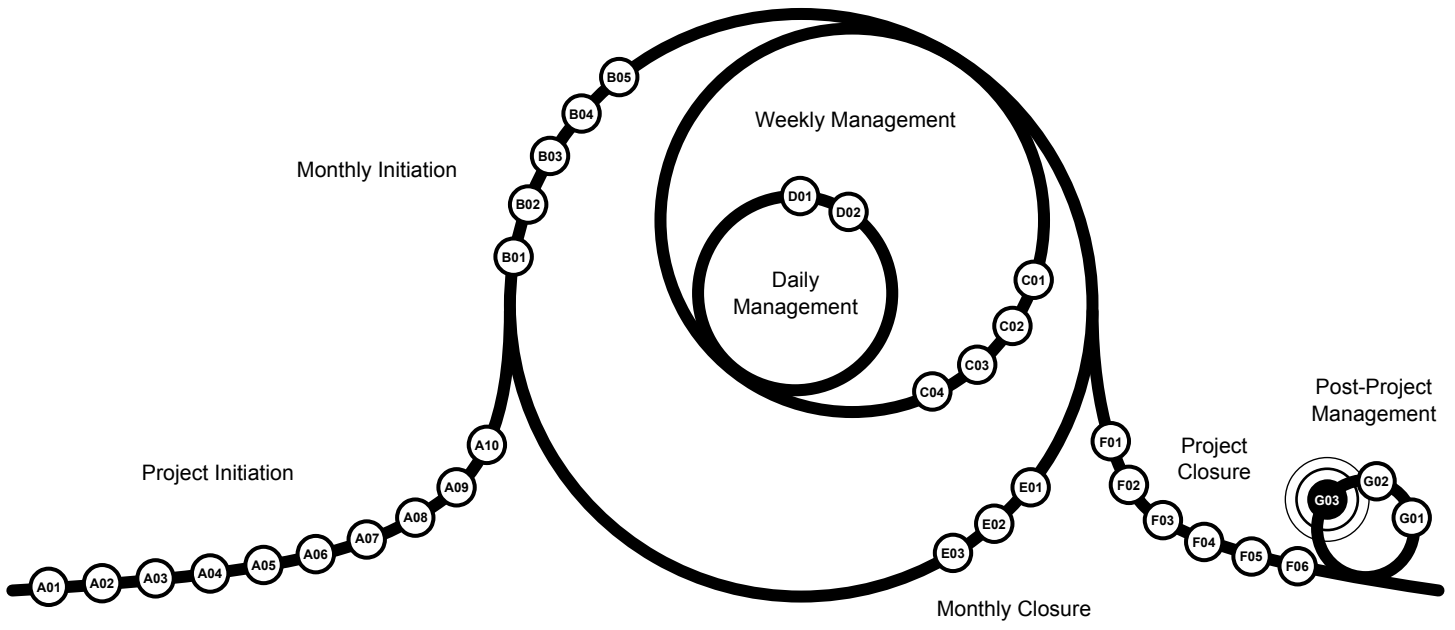 Project Initiation
A01
A02
A03
A04
A05
A06
A07
A08
A09
A10
Monthly Initiation
B01
B02
B03
B04
B05
Weekly Management
C01
C02
C03
C04
Daily
Management
D01
D02
Monthly Closure
E01
E02
E03
Project
Closure
F01
F02
F03
F04
F05
F06
Post-Project
Management
G01
G02
G03